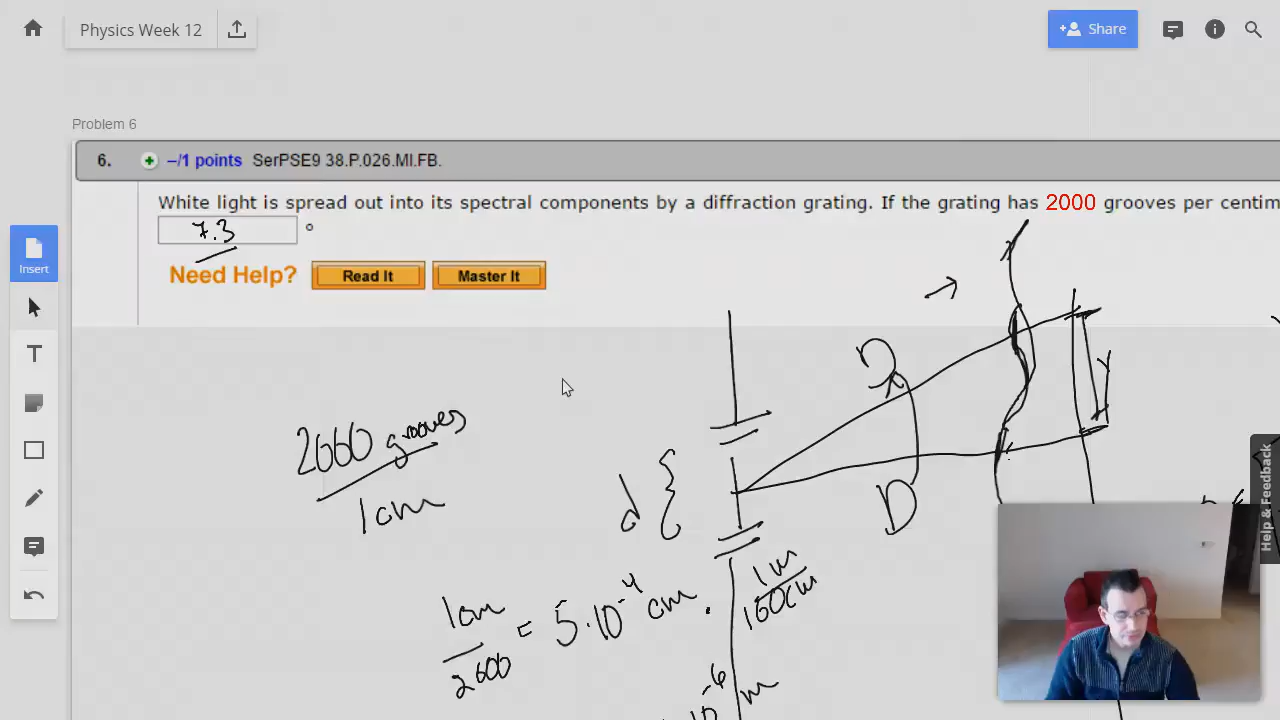 Physics Week 12
Share
Problem 6
6. –/1 points SerPSE9 38.P.026.MI.FB.
White light is spread out into its spectral components by a diffraction grating. If the grating has 2000 grooves per centim
7.3 °
Need Help? Read It Master It
Insert
T
2000 grooves
1cm
d
D
Y
1cm
2000
= 5·10⁻⁴ cm ·
1m
100cm
10⁻⁶ m
Help & Feedback